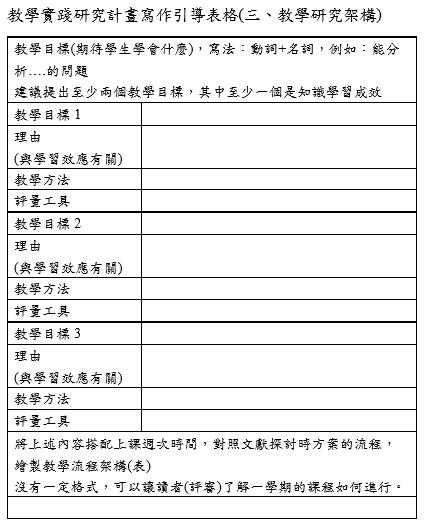 教學實踐研究計畫寫作引導表格(三、教學研究架構)
教學目標(期待學生學會什麼)，寫法：動詞+名詞，例如：能分
析....的問題
建議提出至少兩個教學目標，其中至少一個是知識學習成效
教學目標 1
理由
(與學習效應有關)
教學方法
評量工具
教學目標 2
理由
(與學習效應有關)
教學方法
評量工具
教學目標 3
理由
(與學習效應有關)
教學方法
評量工具
將上述內容搭配上課週次時間，對照文獻探討時方案的流程，
繪製教學流程架構(表)
沒有一定格式，可以讓讀者(評審)了解一學期的課程如何進行。